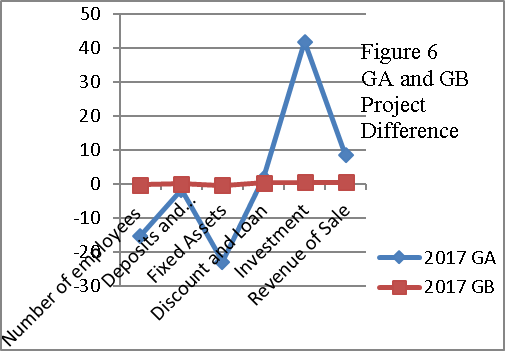 50
40
30
20
10
0
-10
-20
-30
Figure 6
GA and GB
Project
Difference
Number of employees
Deposits and...
Fixed Assets
Discount and Loan
Investment
Revenue of Sale
2017 GA
2017 GB